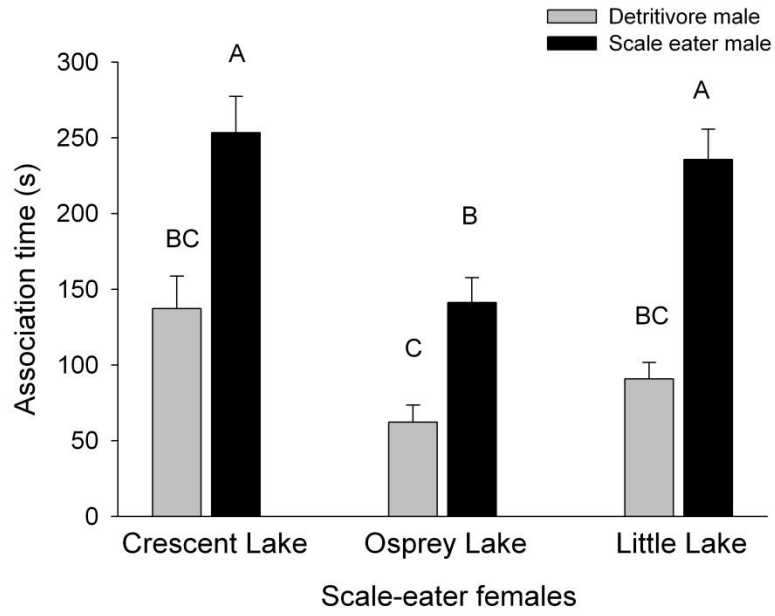 Detritivore male
Scale eater male
300
250
200
150
100
50
0
Association time (s)
BC
A
C
B
BC
A
Crescent Lake Osprey Lake Little Lake
Scale-eater females